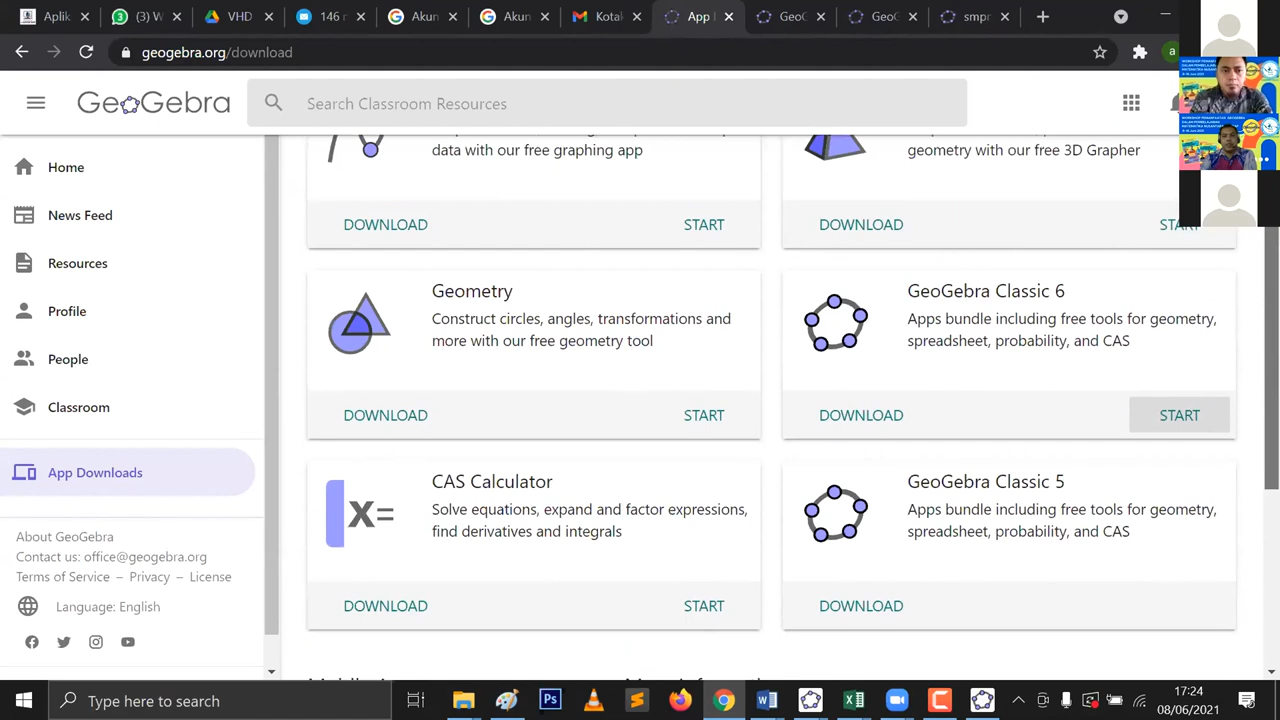 Aplik
(3) W
VHD
146 n
Akun
Akun
Kotak
App
GeoG
GeoG
smpr
geogebra.org/download
GeoGebra
Search Classroom Resources
Home
News Feed
Resources
Profile
People
Classroom
App Downloads
About GeoGebra
Contact us: office@geogebra.org
Terms of Service – Privacy – License
Language: English
data with our free graphing app
DOWNLOAD START
geometry with our free 3D Grapher
DOWNLOAD START
Geometry
Construct circles, angles, transformations and
more with our free geometry tool
DOWNLOAD START
GeoGebra Classic 6
Apps bundle including free tools for geometry,
spreadsheet, probability, and CAS
DOWNLOAD START
X=
CAS Calculator
Solve equations, expand and factor expressions,
find derivatives and integrals
DOWNLOAD START
GeoGebra Classic 5
Apps bundle including free tools for geometry,
spreadsheet, probability, and CAS
DOWNLOAD
Type here to search
Ps
17:24
08/06/2021